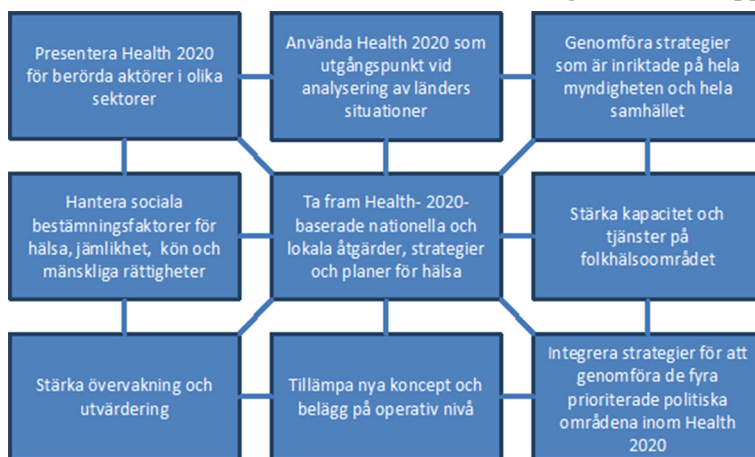 Presentera Health 2020
för berörda aktörer i olika
sektorer
Använda Health 2020 som
utgångspunkt vid
analysering av länders
situationer
Genomföra strategier
som är inriktade på hela
myndigheten och hela
samhället
Hantera sociala
bestämningsfaktorer för
hälsa, jämlikhet, kön och
mänskliga rättigheter
Ta fram Health- 2020-
baserade nationella och
lokala åtgärder, strategier
och planer för hälsa
Stärka kapacitet och
tjänster på
folkhälsoområdet
Stärka övervakning och
utvärdering
Tillämpa nya koncept och
belägg på operativ nivå
Integrera strategier för att
genomföra de fyra
prioriterade politiska
områdena inom Health
2020